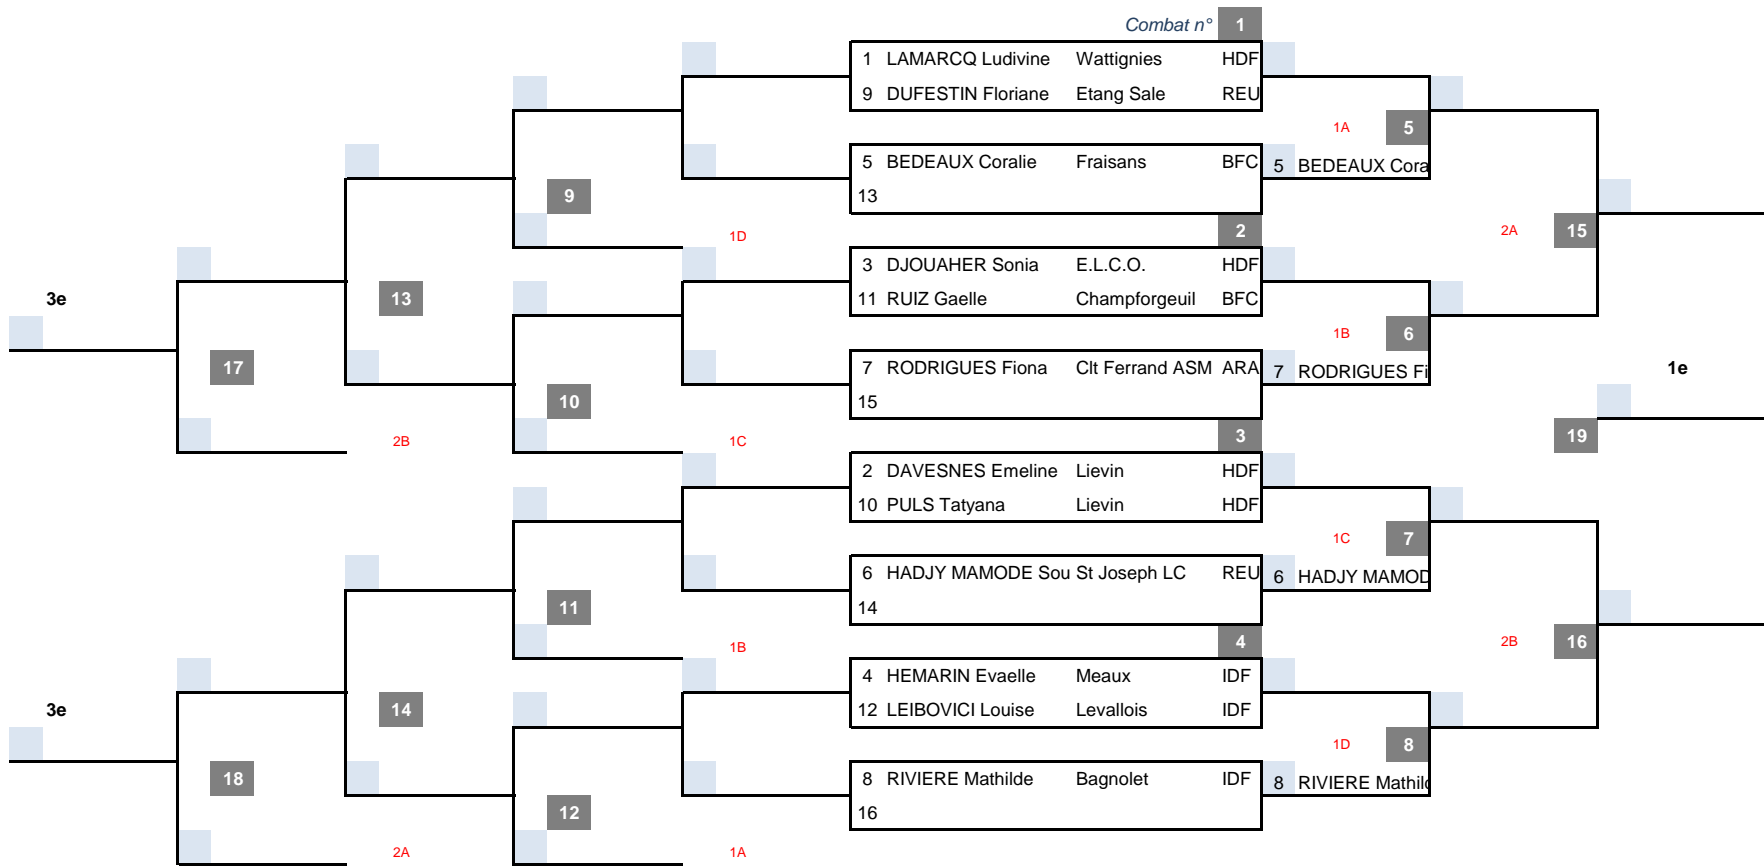 Combat n° 1
1 LAMARCQ Ludivine Wattignies HDF
9 DUFESTIN Floriane Etang Sale REU
1A 5
5 BEDEAUX Coralie Fraisans BFC 5 BEDEAUX Cora
9 13
1D 2 2A 15
3 DJOUAHER Sonia E.L.C.O. HDF
3e 13 11 RUIZ Gaelle Champforgeuil BFC
1B 6
17 7 RODRIGUES Fiona Clt Ferrand ASM ARA 7 RODRIGUES Fi 1e
10 15
2B 1C 3 19
2 DAVESNES Emeline Lievin HDF
10 PULS Tatyana Lievin HDF
1C 7
6 HADJY MAMODE Sou St Joseph LC REU 6 HADJY MAMOD
11 14
1B 4 2B 16
4 HEMARIN Evaelle Meaux IDF
3e 14 12 LEIBOVICI Louise Levallois IDF
1D 8
18 8 RIVIERE Mathilde Bagnolet IDF 8 RIVIERE Mathild
12 16
2A 1A